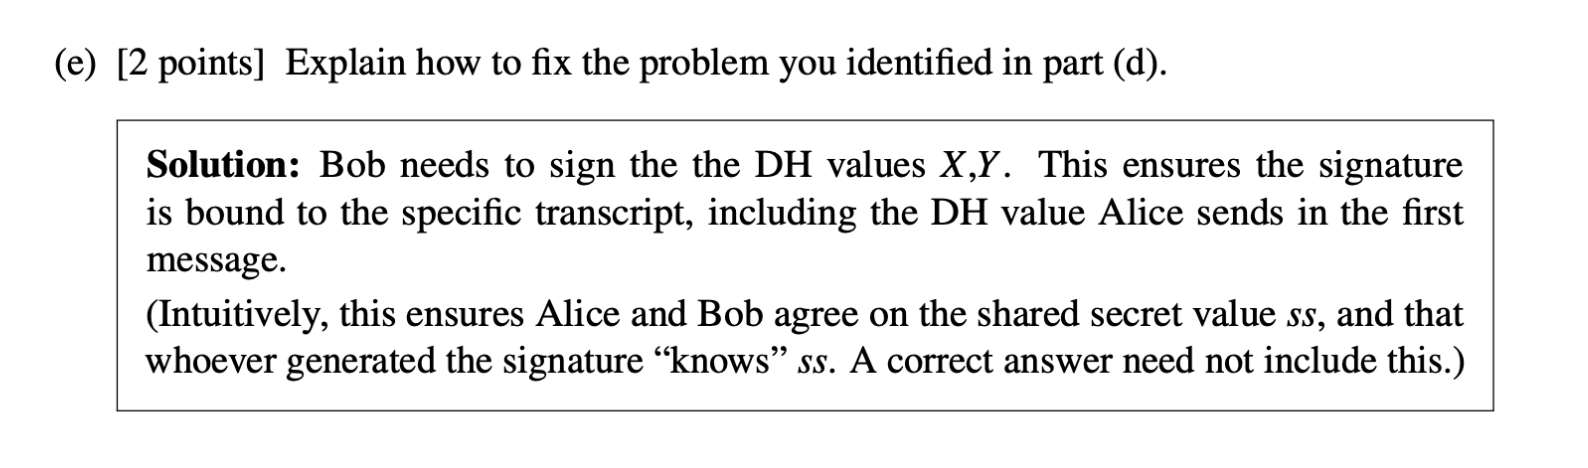 (e) [2 points] Explain how to fix the problem you identified in part (d).
Solution: Bob needs to sign the the DH values X,Y. This ensures the signature
is bound to the specific transcript, including the DH value Alice sends in the first
message.
(Intuitively, this ensures Alice and Bob agree on the shared secret value ss, and that
whoever generated the signature “knows” ss. A correct answer need not include this.)